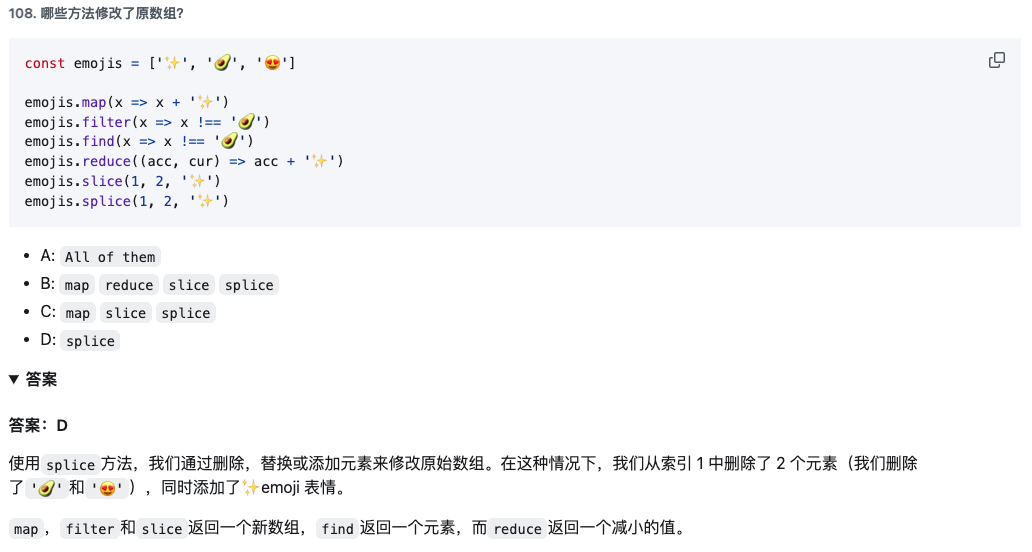 108. 哪些方法修改了原数组?
const emojis = ['✨', '🥑', '😍']
emojis.map(x => x + '✨')
emojis.filter(x => x !== '🥑')
emojis.find(x => x !== '🥑')
emojis.reduce((acc, cur) => acc + '✨')
emojis.slice(1, 2, '✨')
emojis.splice(1, 2, '✨')
• A: All of them
• B: map reduce slice splice
• C: map slice splice
• D: splice
▼ 答案
答案：D
使用 splice 方法，我们通过删除，替换或添加元素来修改原始数组。在这种情况下，我们从索引 1 中删除了 2 个元素（我们删除
了 '🥑' 和 '😍'），同时添加了✨emoji 表情。
map，filter 和 slice 返回一个新数组，find 返回一个元素，而 reduce 返回一个减小的值。